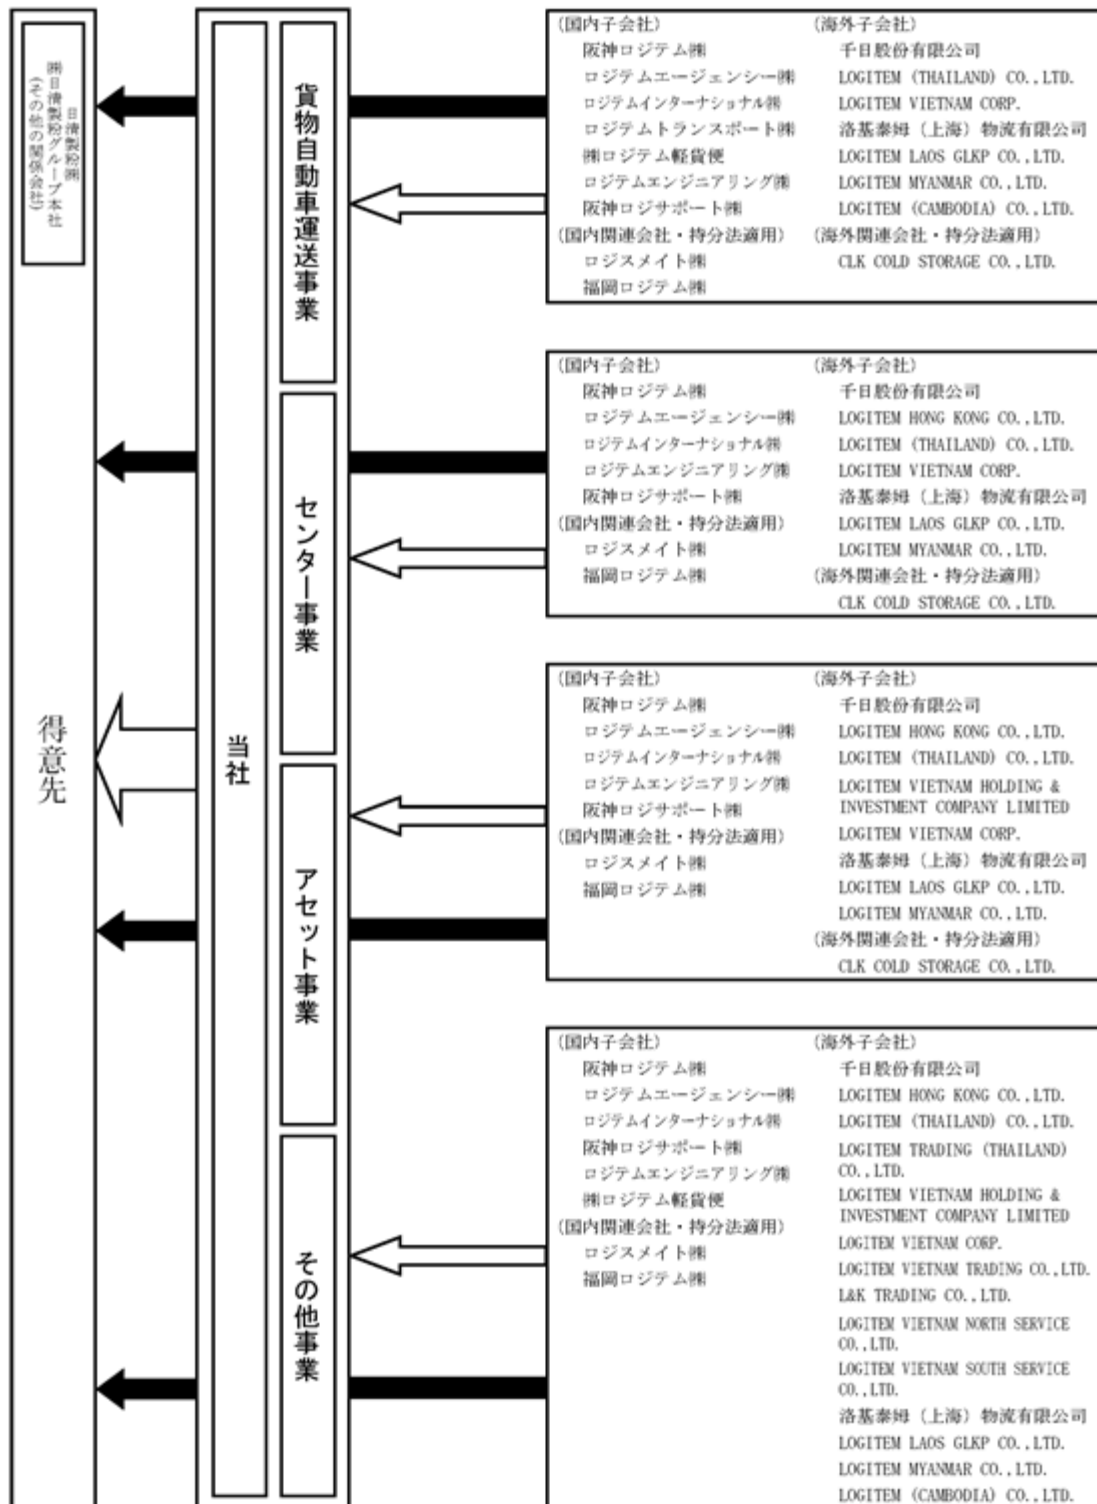 日清製粉㈱
㈱日清製粉グループ本社
(その他の関係会社)
得意先
当社
貨物自動車運送事業
センター事業
アセット事業
その他事業
(国内子会社)
阪神ロジテム㈱
ロジテムエージェンシー㈱
ロジテムインターナショナル㈱
ロジテムトランスポート㈱
㈱ロジテム軽貨便
ロジテムエンジニアリング㈱
阪神ロジサポート㈱
(国内関連会社・持分法適用)
ロジスメイト㈱
福岡ロジテム㈱
(海外子会社)
千日股份有限公司
LOGITEM (THAILAND) CO.,LTD.
LOGITEM VIETNAM CORP.
洛基泰姆（上海）物流有限公司
LOGITEM LAOS GLKP CO.,LTD.
LOGITEM MYANMAR CO.,LTD.
LOGITEM (CAMBODIA) CO.,LTD.
(海外関連会社・持分法適用)
CLK COLD STORAGE CO.,LTD.
(国内子会社)
阪神ロジテム㈱
ロジテムエージェンシー㈱
ロジテムインターナショナル㈱
ロジテムエンジニアリング㈱
阪神ロジサポート㈱
(国内関連会社・持分法適用)
ロジスメイト㈱
福岡ロジテム㈱
(海外子会社)
千日股份有限公司
LOGITEM HONG KONG CO.,LTD.
LOGITEM (THAILAND) CO.,LTD.
LOGITEM VIETNAM CORP.
洛基泰姆（上海）物流有限公司
LOGITEM LAOS GLKP CO.,LTD.
LOGITEM MYANMAR CO.,LTD.
(海外関連会社・持分法適用)
CLK COLD STORAGE CO.,LTD.
(国内子会社)
阪神ロジテム㈱
ロジテムエージェンシー㈱
ロジテムインターナショナル㈱
ロジテムエンジニアリング㈱
阪神ロジサポート㈱
(国内関連会社・持分法適用)
ロジスメイト㈱
福岡ロジテム㈱
(海外子会社)
千日股份有限公司
LOGITEM HONG KONG CO.,LTD.
LOGITEM (THAILAND) CO.,LTD.
LOGITEM VIETNAM HOLDING &
INVESTMENT COMPANY LIMITED
LOGITEM VIETNAM CORP.
洛基泰姆（上海）物流有限公司
LOGITEM LAOS GLKP CO.,LTD.
LOGITEM MYANMAR CO.,LTD.
(海外関連会社・持分法適用)
CLK COLD STORAGE CO.,LTD.
(国内子会社)
阪神ロジテム㈱
ロジテムエージェンシー㈱
ロジテムインターナショナル㈱
阪神ロジサポート㈱
ロジテムエンジニアリング㈱
㈱ロジテム軽貨便
(国内関連会社・持分法適用)
ロジスメイト㈱
福岡ロジテム㈱
(海外子会社)
千日股份有限公司
LOGITEM HONG KONG CO.,LTD.
LOGITEM (THAILAND) CO.,LTD.
LOGITEM TRADING (THAILAND)
CO.,LTD.
LOGITEM VIETNAM HOLDING &
INVESTMENT COMPANY LIMITED
LOGITEM VIETNAM CORP.
LOGITEM VIETNAM TRADING CO.,LTD.
L&K TRADING CO.,LTD.
LOGITEM VIETNAM NORTH SERVICE
CO.,LTD.
LOGITEM VIETNAM SOUTH SERVICE
CO.,LTD.
洛基泰姆（上海）物流有限公司
LOGITEM LAOS GLKP CO.,LTD.
LOGITEM MYANMAR CO.,LTD.
LOGITEM (CAMBODIA) CO.,LTD.